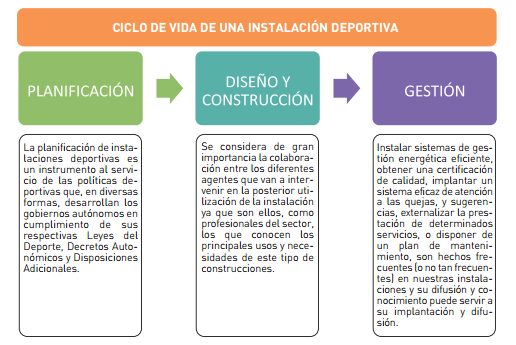 CICLO DE VIDA DE UNA INSTALACIÓN DEPORTIVA
PLANIFICACIÓN
DISEÑO Y
CONSTRUCCIÓN
GESTIÓN
La planificación de insta-
laciones deportivas es
un instrumento al servi-
cio de las políticas de-
portivas que, en diversas
formas, desarrollan los
gobiernos autónomos en
cumplimiento de sus
respectivas Leyes del
Deporte, Decretos Auto-
nómicos y Disposiciones
Adicionales.
Se considera de gran
importancia la colabora-
ción entre los diferentes
agentes que van a inter-
venir en la posterior uti-
lización de la instalación
ya que son ellos, como
profesionales del sector,
los que conocen los
principales usos y nece-
sidades de este tipo de
construcciones.
Instalar sistemas de ges-
tión energética eficiente,
obtener una certificación
de calidad, implantar un
sistema eficaz de atención
a las quejas, y sugeren-
cias, externalizar la pres-
tación de determinados
servicios, o disponer de
un plan de manteni-
miento, son hechos fre-
cuentes (o no tan frecuen-
tes) en nuestras instala-
ciones y su difusión y co-
nocimiento puede servir a
su implantación y difu-
sión.